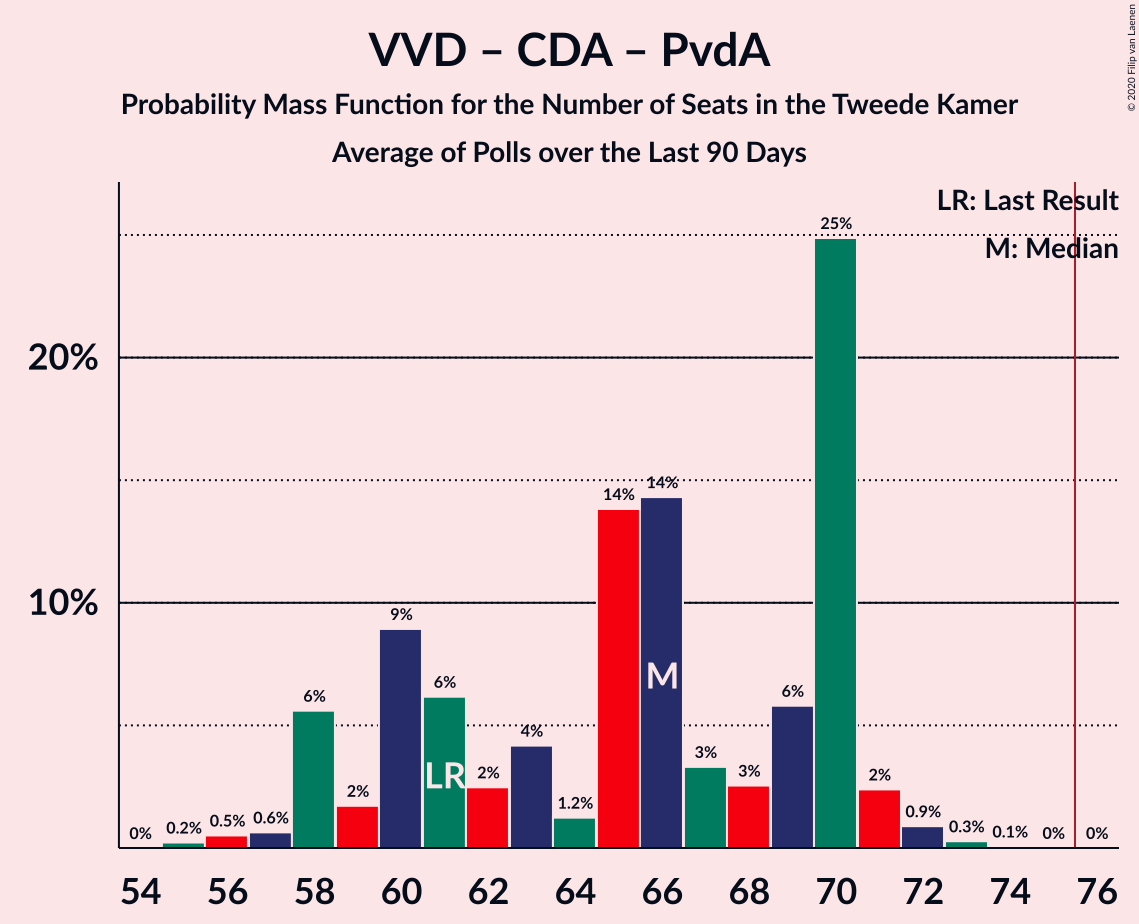 VVD – CDA – PvdA
Probability Mass Function for the Number of Seats in the Tweede Kamer
Average of Polls over the Last 90 Days
© 2020 Filip van Laenen
LR: Last Result
M: Median
20%
10%
0%
0.2%
0.5%
0.6%
6%
2%
9%
6%
2%
4%
1.2%
14%
14%
3%
3%
6%
25%
2%
0.9%
0.3%
0.1%
0%
0%
LR
M
54 56 58 60 62 64 66 68 70 72 74 76